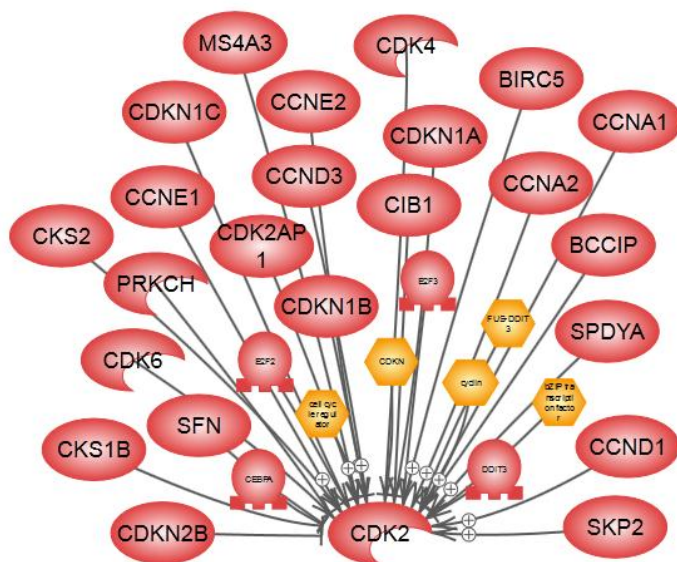 MS4A3
CDK4
BIRC5
CCNE2
CDKN1C
CDKN1A
CCNA1
CCND3
CCNE1
CIB1
CCNA2
CKS2
CDK2AP
1
BCCIP
PRKCH
E2F3
CDKN1B
FUS-DDIT
3
SPDYA
CDK6
E2F2
CDKN
cyclin
bZIP tra
nscripti
on facto
r
cell cyc
le regul
ator
SFN
CKS1B
CCND1
CEBPA
DDIT3
CDKN2B
CDK2
SKP2